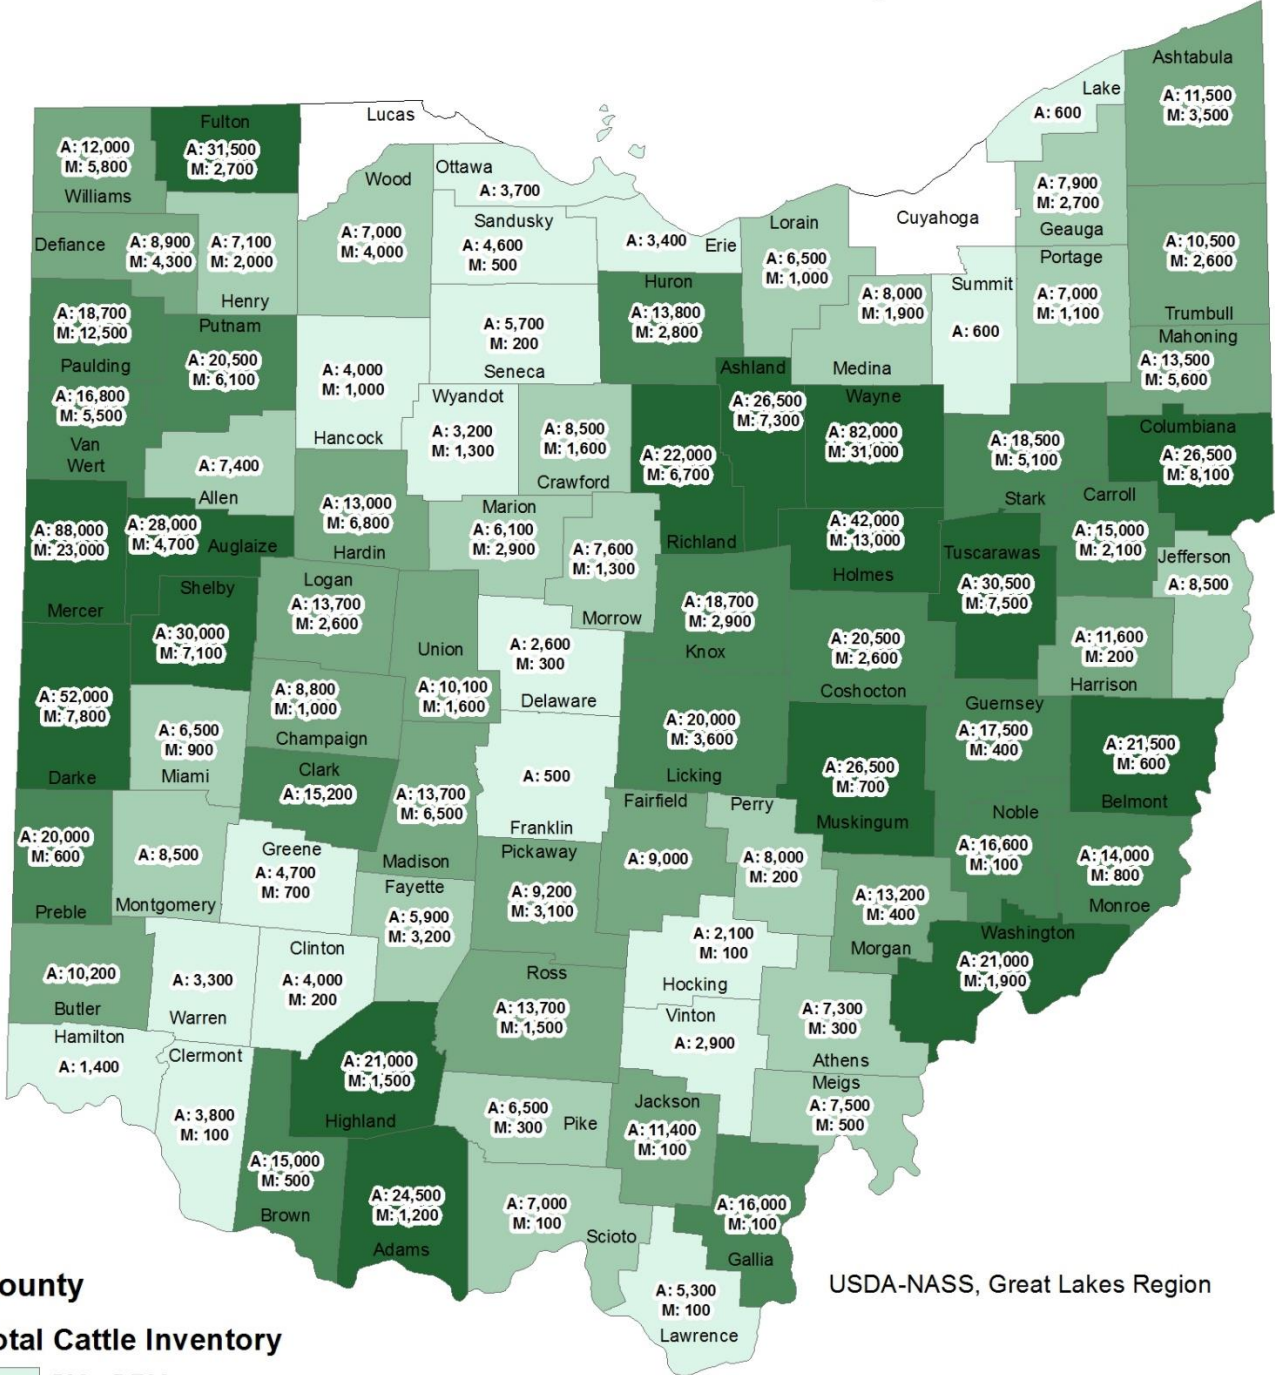 Ashtabula
A: 11,500
M: 3,500
Lake
A: 600
Lucas
Fulton
A: 31,500
M: 2,700
A: 12,000
M: 5,800
Williams
Wood
A: 7,000
M: 4,000
Ottawa
A: 3,700
Sandusky
A: 4,600
M: 500
A: 3,400
Erie
Lorain
A: 6,500
M: 1,000
Cuyahoga
A: 7,900
M: 2,700
Geauga
Defiance
A: 8,900
M: 4,300
A: 7,100
M: 2,000
Henry
Huron
A: 13,800
M: 2,800
A: 8,000
M: 1,900
Medina
Summit
A: 600
Portage
A: 7,000
M: 1,100
A: 10,500
M: 2,600
Trumbull
Mahoning
A: 13,500
M: 5,600
A: 18,700
M: 12,500
Paulding
Putnam
A: 20,500
M: 6,100
A: 4,000
M: 1,000
Hancock
A: 5,700
M: 200
Seneca
A: 16,800
M: 5,500
Van
Wert
A: 7,400
Allen
Wyandot
A: 3,200
M: 1,300
A: 8,500
M: 1,600
Crawford
A: 22,000
M: 6,700
Richland
Ashland
A: 26,500
M: 7,300
Wayne
A: 82,000
M: 31,000
A: 18,500
M: 5,100
Stark
Columbiana
A: 26,500
M: 8,100
A: 88,000
M: 23,000
Mercer
A: 28,000
M: 4,700
Auglaize
A: 13,000
M: 6,800
Hardin
Marion
A: 6,100
M: 2,900
A: 7,600
M: 1,300
Morrow
A: 42,000
M: 13,000
Holmes
Tuscarawas
A: 30,500
M: 7,500
Carroll
A: 15,000
M: 2,100
Jefferson
A: 8,500
Shelby
A: 30,000
M: 7,100
Logan
A: 13,700
M: 2,600
Union
A: 10,100
M: 1,600
A: 2,600
M: 300
Delaware
A: 18,700
M: 2,900
Knox
A: 20,500
M: 2,600
Coshocton
A: 11,600
M: 200
Harrison
A: 52,000
M: 7,800
Darke
A: 6,500
M: 900
Miami
A: 8,800
M: 1,000
Champaign
A: 20,000
M: 3,600
Licking
Guernsey
A: 17,500
M: 400
A: 21,500
M: 600
Belmont
Clark
A: 15,200
A: 13,700
M: 6,500
Madison
A: 500
Franklin
A: 26,500
M: 700
Muskingum
A: 20,000
M: 600
Preble
A: 8,500
Montgomery
Greene
A: 4,700
M: 700
Fayette
A: 5,900
M: 3,200
Pickaway
A: 9,200
M: 3,100
Fairfield
A: 9,000
Perry
A: 8,000
M: 200
Noble
A: 16,600
M: 100
A: 14,000
M: 800
Monroe
A: 13,200
M: 400
Morgan
Washington
A: 21,000
M: 1,900
A: 10,200
Butler
A: 3,300
Warren
Clinton
A: 4,000
M: 200
Ross
A: 13,700
M: 1,500
A: 2,100
M: 100
Hocking
Vinton
A: 2,900
A: 7,300
M: 300
Athens
Hamilton
A: 1,400
Clermont
A: 3,800
M: 100
A: 21,000
M: 1,500
Highland
A: 6,500
M: 300
Pike
Jackson
A: 11,400
M: 100
Meigs
A: 7,500
M: 500
A: 15,000
M: 500
Brown
A: 24,500
M: 1,200
Adams
A: 7,000
M: 100
Scioto
A: 16,000
M: 100
Gallia
A: 5,300
M: 100
Lawrence
ounty
USDA-NASS, Great Lakes Region
otal Cattle Inventory